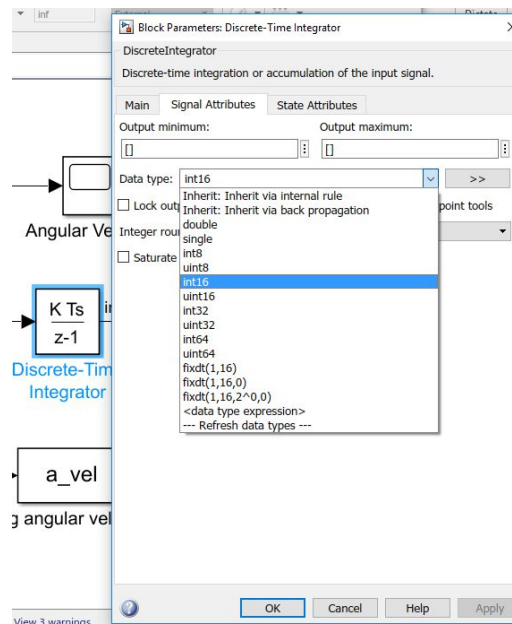 inf
Block Parameters: Discrete-Time Integrator
DiscreteIntegrator
Discrete-time integration or accumulation of the input signal.
Main Signal Attributes State Attributes
Output minimum: Output maximum:
[] []
Data type: int16 >>
Inherit: Inherit via internal rule
Inherit: Inherit via back propagation
double
single
int8
uint8
int16
uint16
int32
uint32
int64
uint64
fixdt(1,16)
fixdt(1,16,0)
fixdt(1,16,2^0,0)
<data type expression>
--- Refresh data types ---
Lock out point tools
Integer rou
Saturate
Angular Ve
K Ts
z-1
Discrete-Tim
Integrator
a_vel
g angular vel
OK Cancel Help Apply
View 3 warnings